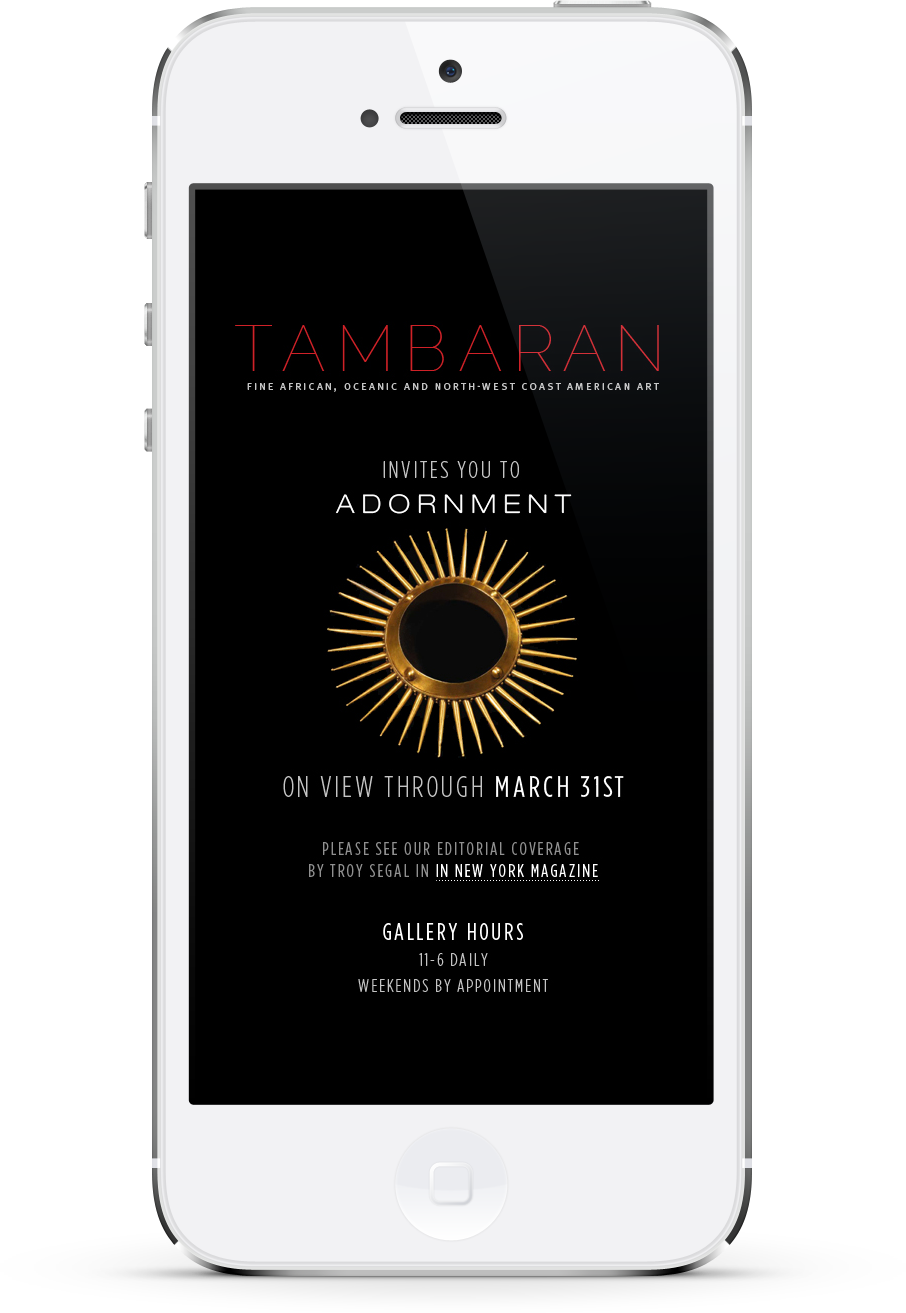 TAMBARAN
FINE AFRICAN, OCEANIC AND NORTH-WEST COAST AMERICAN ART
INVITES YOU TO
ADORNMENT
ON VIEW THROUGH MARCH 31ST
PLEASE SEE OUR EDITORIAL COVERAGE
BY TROY SEGAL IN IN NEW YORK MAGAZINE
GALLERY HOURS
11-6 DAILY
WEEKENDS BY APPOINTMENT